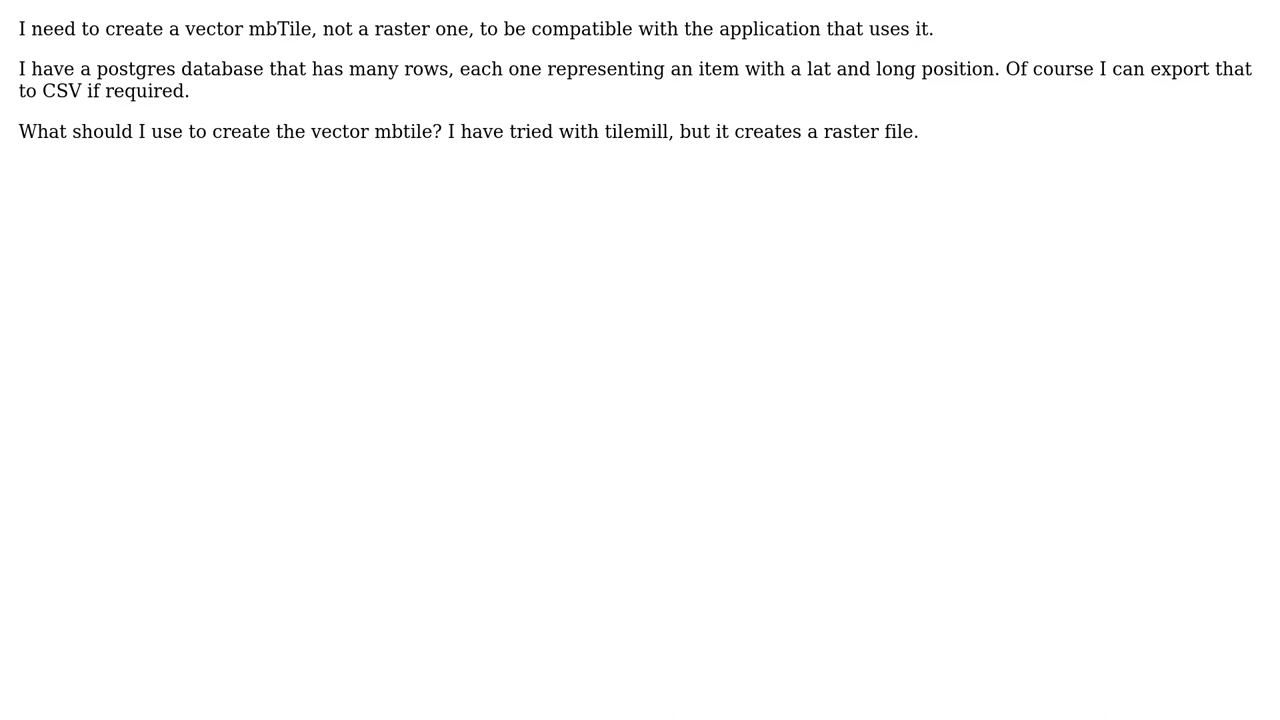 I need to create a vector mbTile, not a raster one, to be compatible with the application that uses it.
I have a postgres database that has many rows, each one representing an item with a lat and long position. Of course I can export that
to CSV if required.
What should I use to create the vector mbtile? I have tried with tilemill, but it creates a raster file.